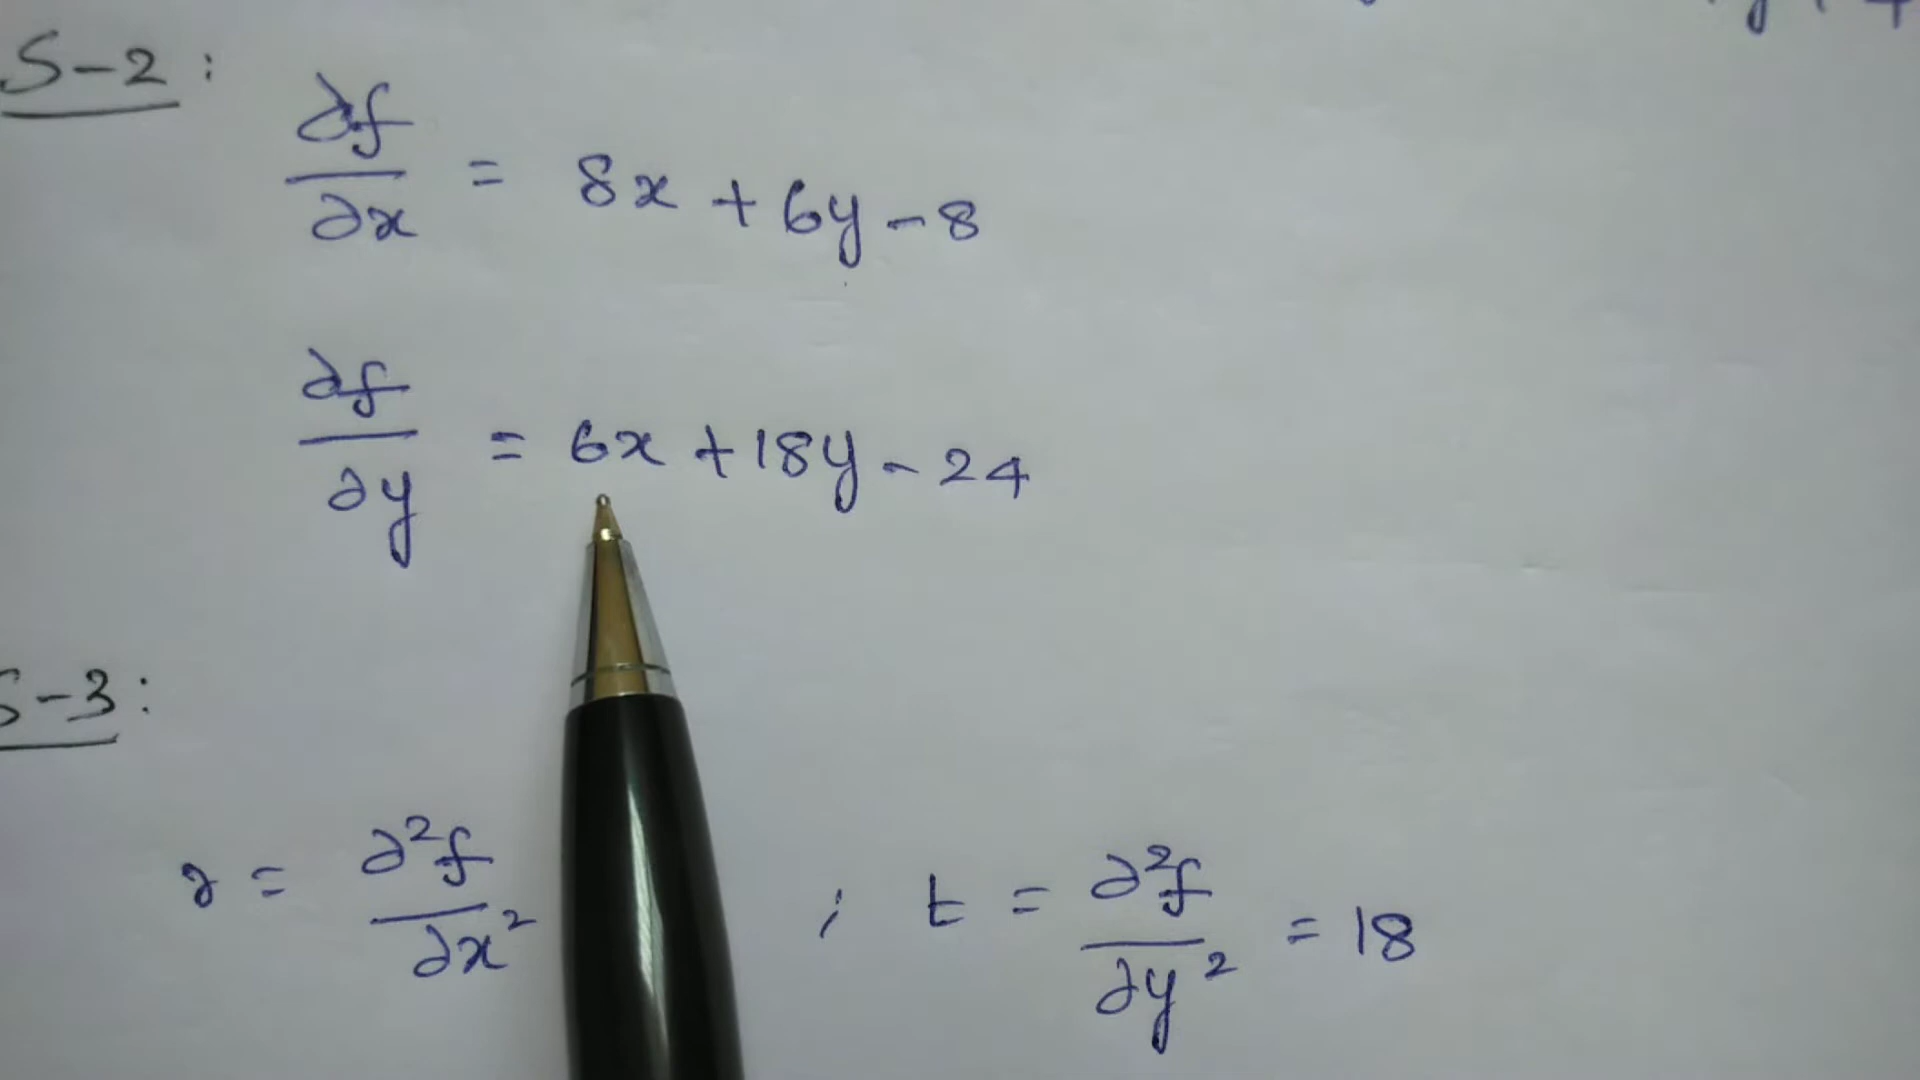 S-2:
∂f/∂x = 8x + 6y - 8
∂f/∂y = 6x + 18y - 24
S-3:
r = ∂²f/∂x² ; t = ∂²f/∂y² = 18